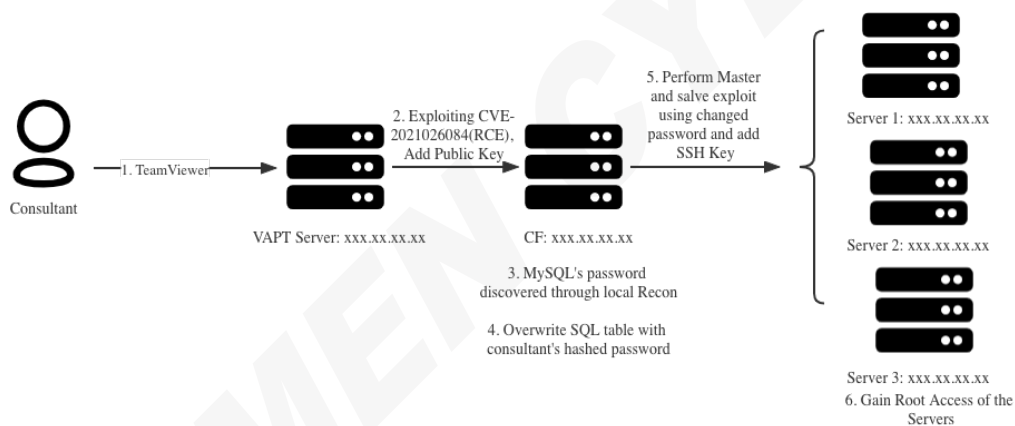 1. TeamViewer
Consultant
VAPT Server: xxx.xx.xx.xx
2. Exploiting CVE-
2021026084(RCE),
Add Public Key
CF: xxx.xx.xx.xx
3. MySQL's password
discovered through local Recon
4. Overwrite SQL table with
consultant's hashed password
5. Perform Master
and salve exploit
using changed
password and add
SSH Key
Server 1: xxx.xx.xx.xx
Server 2: xxx.xx.xx.xx
Server 3: xxx.xx.xx.xx
6. Gain Root Access of the
Servers
MEN CY